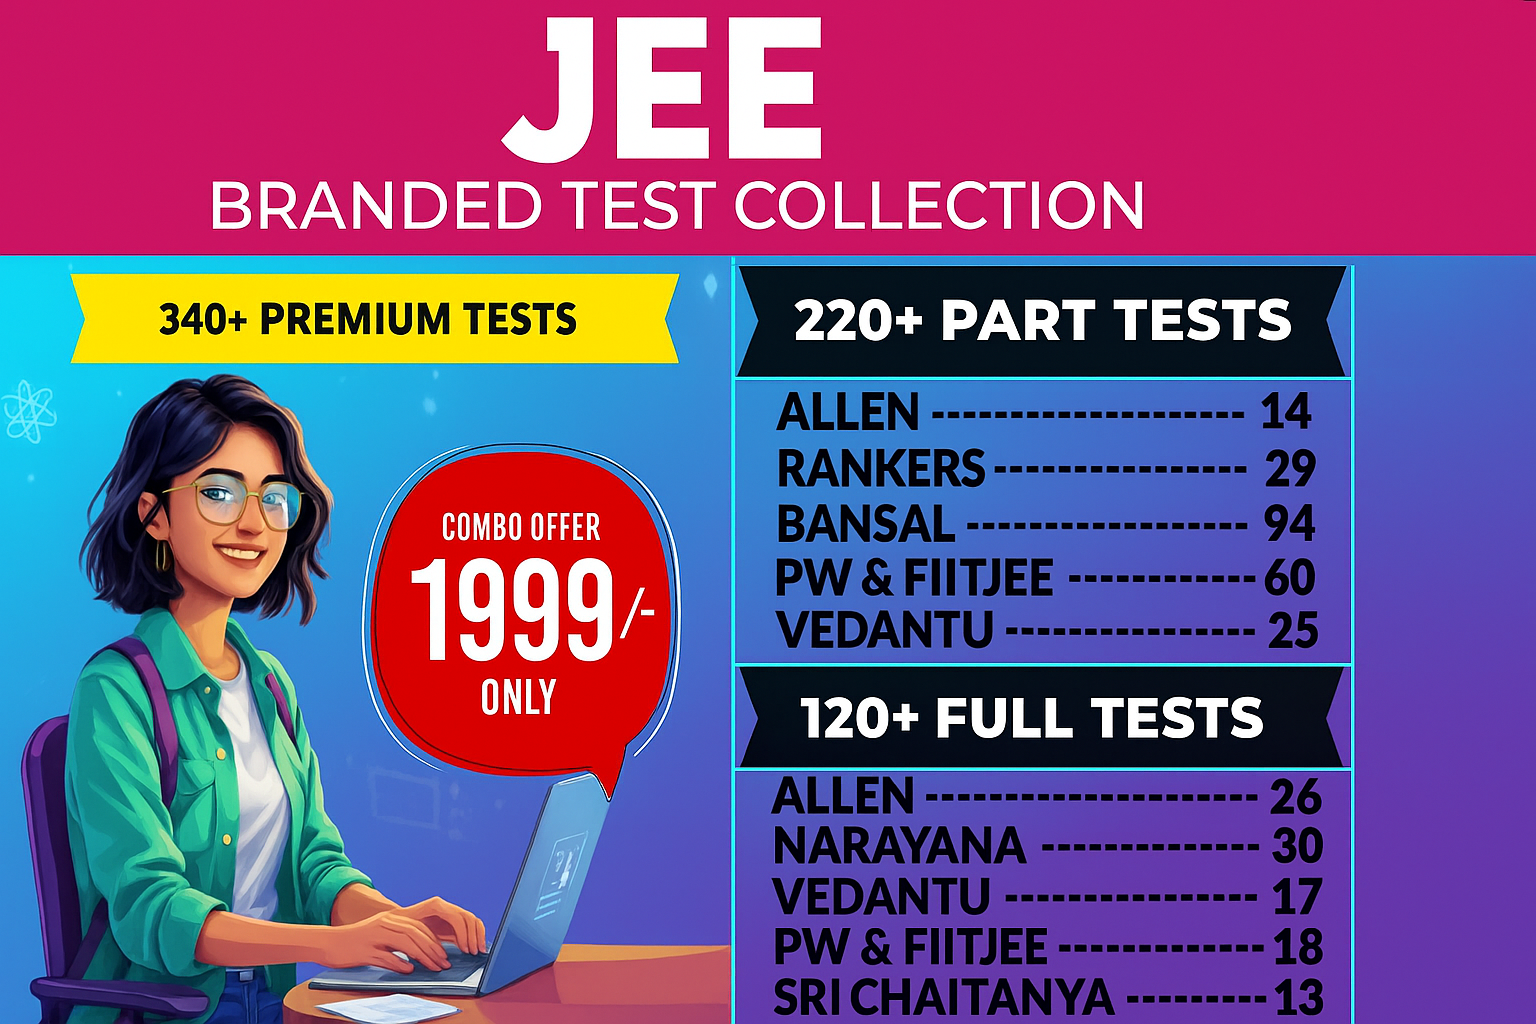 JEE
BRANDED TEST COLLECTION
340+ PREMIUM TESTS
COMBO OFFER
1999/-
ONLY
220+ PART TESTS
ALLEN -------------------- 14
RANKERS ---------------- 29
BANSAL ------------------ 94
PW & FIITJEE ------------ 60
VEDANTU ---------------- 25
120+ FULL TESTS
ALLEN --------------------- 26
NARAYANA -------------- 30
VEDANTU ---------------- 17
PW & FIITJEE ------------- 18
SRI CHAITANYA --------- 13